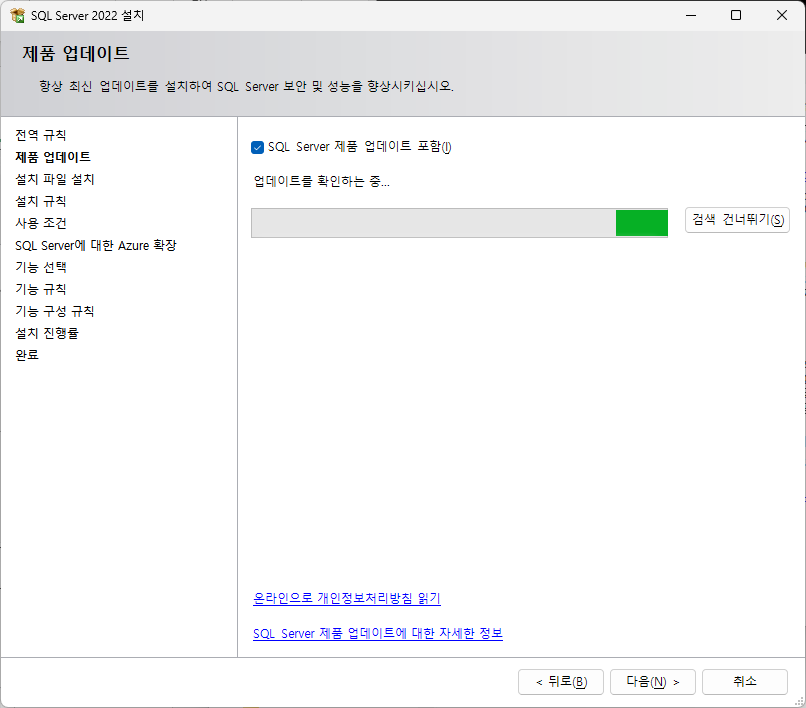 SQL Server 2022 설치
제품 업데이트
항상 최신 업데이트를 설치하여 SQL Server 보안 및 성능을 향상시키십시오.
전역 규칙
제품 업데이트
설치 파일 설치
설치 규칙
사용 조건
SQL Server에 대한 Azure 확장
기능 선택
기능 규칙
기능 구성 규칙
설치 진행률
완료
SQL Server 제품 업데이트 포함(I)
업데이트를 확인하는 중...
검색 건너뛰기(S)
온라인으로 개인정보처리방침 읽기
SQL Server 제품 업데이트에 대한 자세한 정보
< 뒤로(B)
다음(N) >
취소